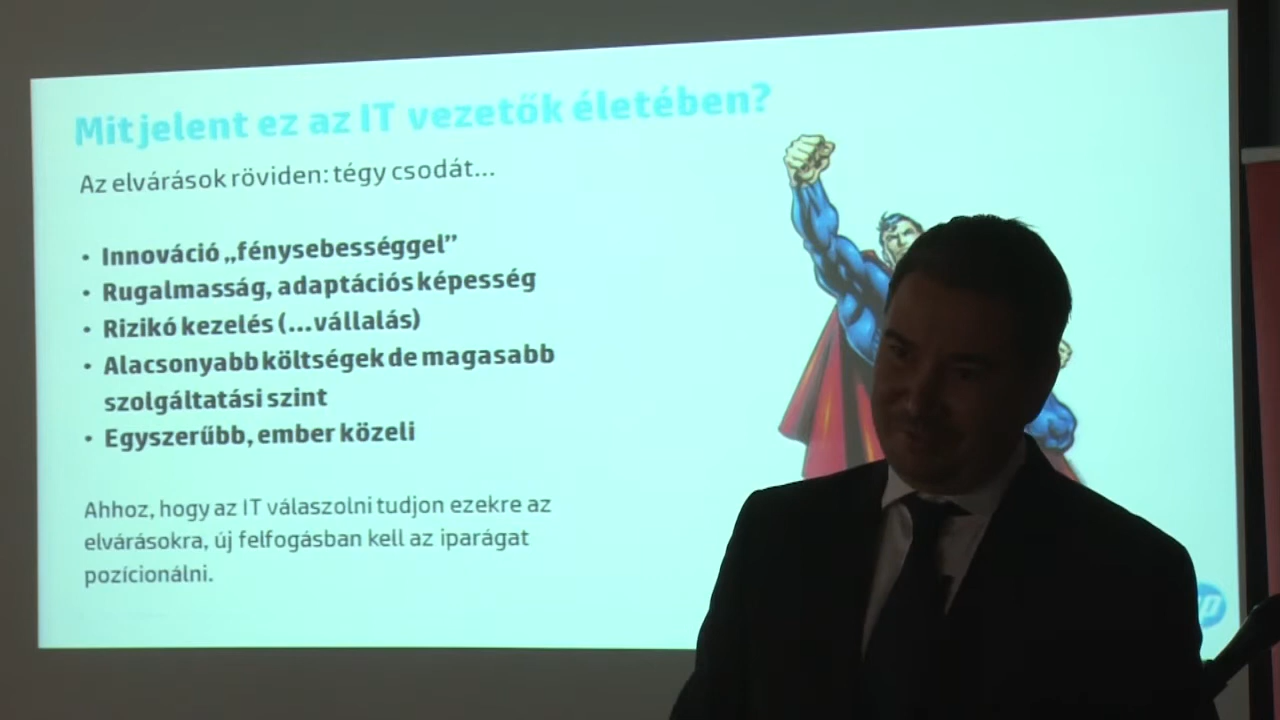 Mit jelent ez az IT vezetők életében?
Az elvárások röviden: tégy csodát...
• Innováció „fénysebességgel”
• Rugalmasság, adaptációs képesség
• Rizikó kezelés (...vállalás)
• Alacsonyabb költségek de magasabb
szolgáltatási szint
• Egyszerűbb, ember közeli
Ahhoz, hogy az IT válaszolni tudjon ezekre az
elvárásokra, új felfogásban kell az iparágat
pozícionálni.